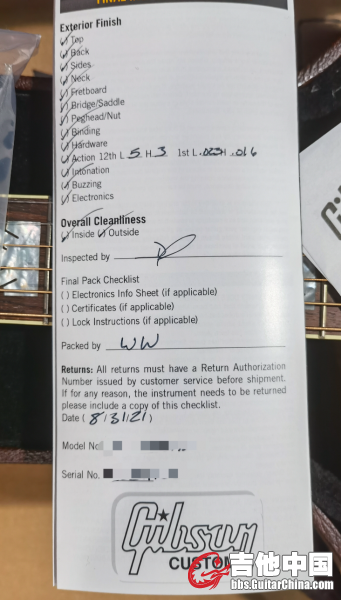 Exterior Finish
(✓) Top
(✓) Back
(✓) Sides
(✓) Neck
(✓) Fretboard
(✓) Bridge/Saddle
(✓) Peghead/Nut
(✓) Binding
(✓) Hardware
(✓) Action 12th L 5 H 3 1st L .023 H .016
(✓) Intonation
(✓) Buzzing
(✓) Electronics
Overall Cleanliness
(✓) Inside (✓) Outside
Inspected by
Final Pack Checklist
( ) Electronics Info Sheet (if applicable)
( ) Certificates (if applicable)
( ) Lock Instructions (if applicable)
Packed by WW
Returns: All returns must have a Return Authorization
Number issued by customer service before shipment.
If for any reason, the instrument needs to be returned
please include a copy of this checklist.
Date ( 8/31/21 )
Model No
Serial No.
Gibson
CUSTOM
吉他中国
bbs.GuitarChina.com